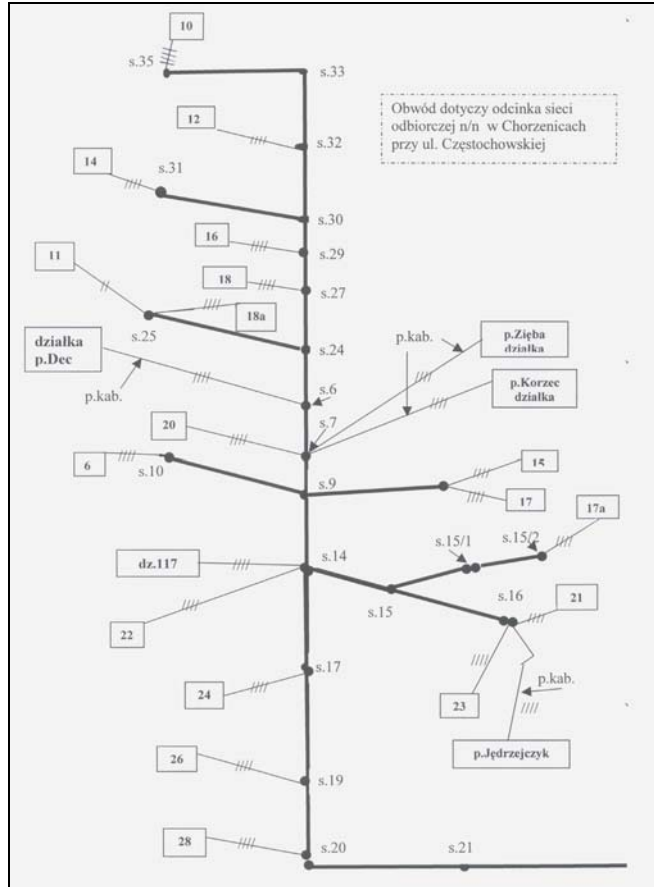 10
s.35
s.33
Obwód dotyczy odcinka sieci
odbiorczej n/n w Chorzenicach
przy ul. Częstochowskiej
12
s.32
14
s.31
s.30
16
s.29
11
18
s.27
18a
s.25
s.24
działka
p.Dec
p.kab.
p.kab.
p.Zięba
działka
s.6
p.Korzec
działka
s.7
20
6
s.10
s.9
15
17
17a
s.15/2
s.15/1
dz.117
s.14
s.15
s.16
21
22
s.17
24
23
p.kab.
p.Jędrzejczyk
26
s.19
28
s.20
s.21